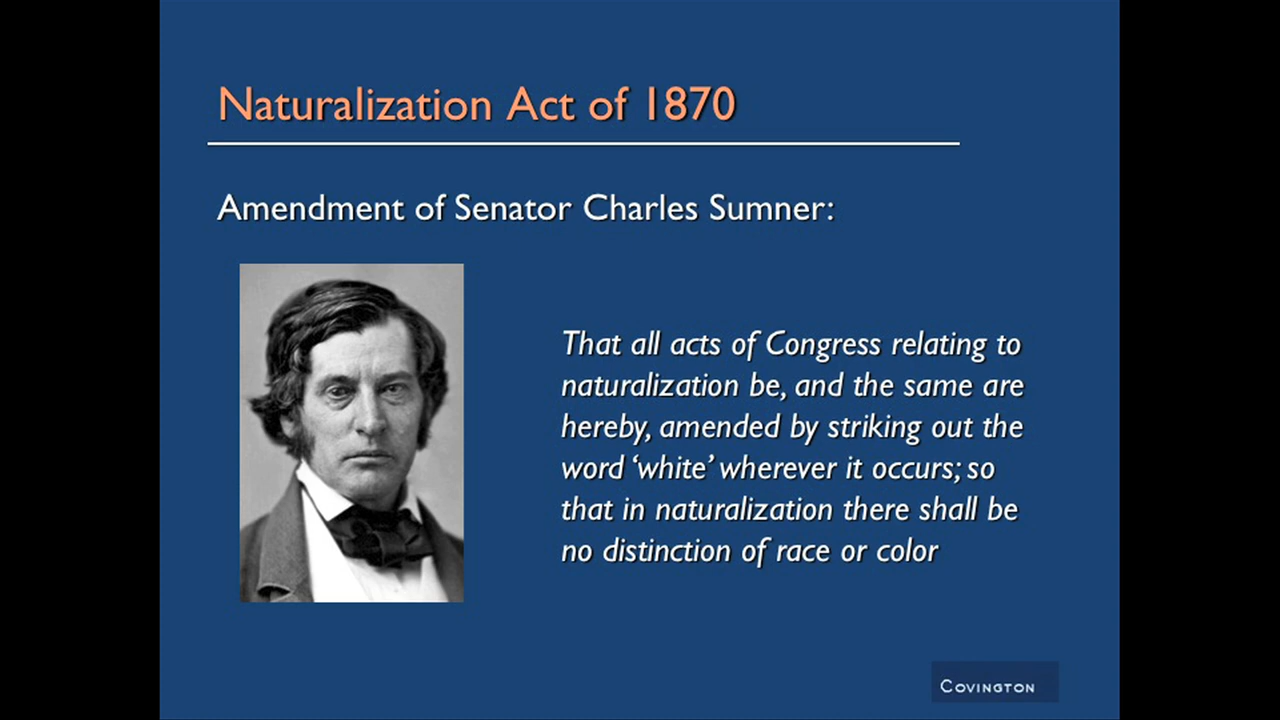 Naturalization Act of 1870
Amendment of Senator Charles Sumner:
That all acts of Congress relating to
naturalization be, and the same are
hereby, amended by striking out the
word ‘white’ wherever it occurs; so
that in naturalization there shall be
no distinction of race or color
COVINGTON